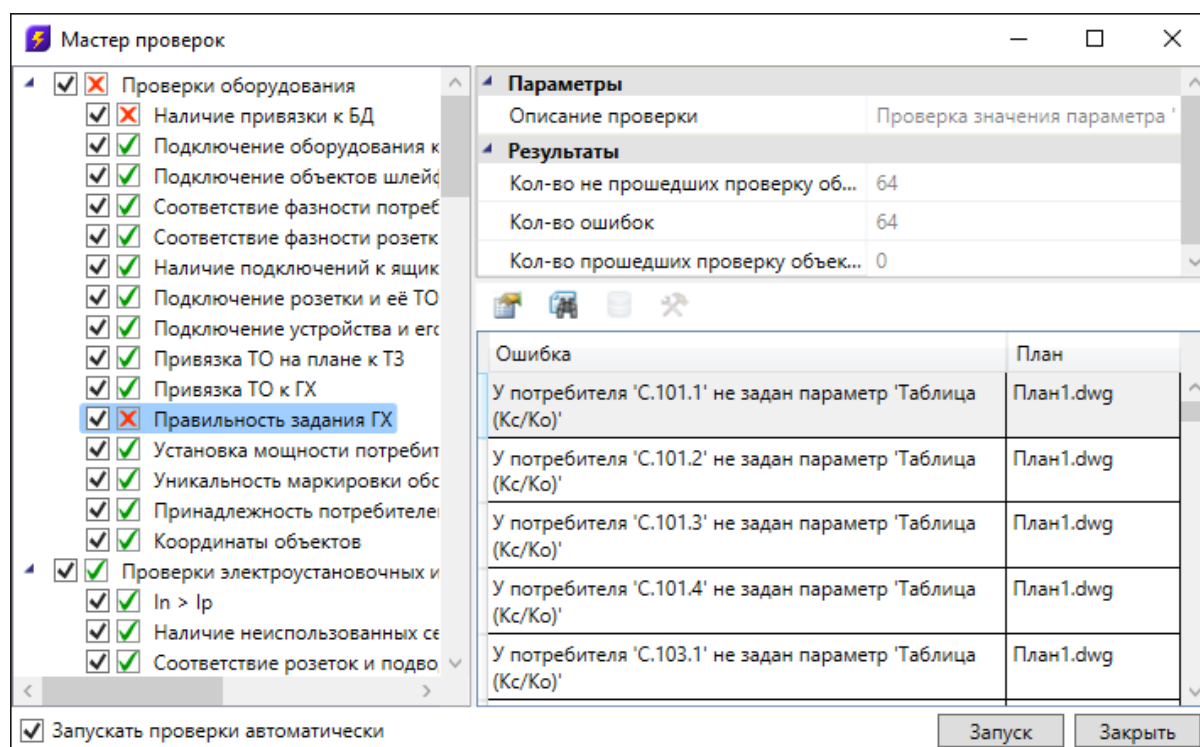 Мастер проверок
Проверки оборудования
Наличие привязки к БД
Подключение оборудования к
Подключение объектов шлейф
Соответствие фазности потреб
Соответствие фазности розетк
Наличие подключений к ящик
Подключение розетки и её ТО
Подключение устройства и его
Привязка ТО на плане к ТЗ
Привязка ТО к ГХ
Правильность задания ГХ
Установка мощности потребит
Уникальность маркировки обо
Принадлежность потребителе
Координаты объектов
Проверки электроустановочных и
In > Ip
Наличие неиспользованных се
Соответствие розеток и подво
Параметры
Описание проверки Проверка значения параметра '
Результаты
Кол-во не прошедших проверку об... 64
Кол-во ошибок 64
Кол-во прошедших проверку объек... 0
Ошибка План
У потребителя 'С.101.1' не задан параметр 'Таблица План1.dwg
(Кс/Ко)'
У потребителя 'С.101.2' не задан параметр 'Таблица План1.dwg
(Кс/Ко)'
У потребителя 'С.101.3' не задан параметр 'Таблица План1.dwg
(Кс/Ко)'
У потребителя 'С.101.4' не задан параметр 'Таблица План1.dwg
(Кс/Ко)'
У потребителя 'С.103.1' не задан параметр 'Таблица План1.dwg
(Кс/Ко)'
Запускать проверки автоматически
Запуск Закрыть